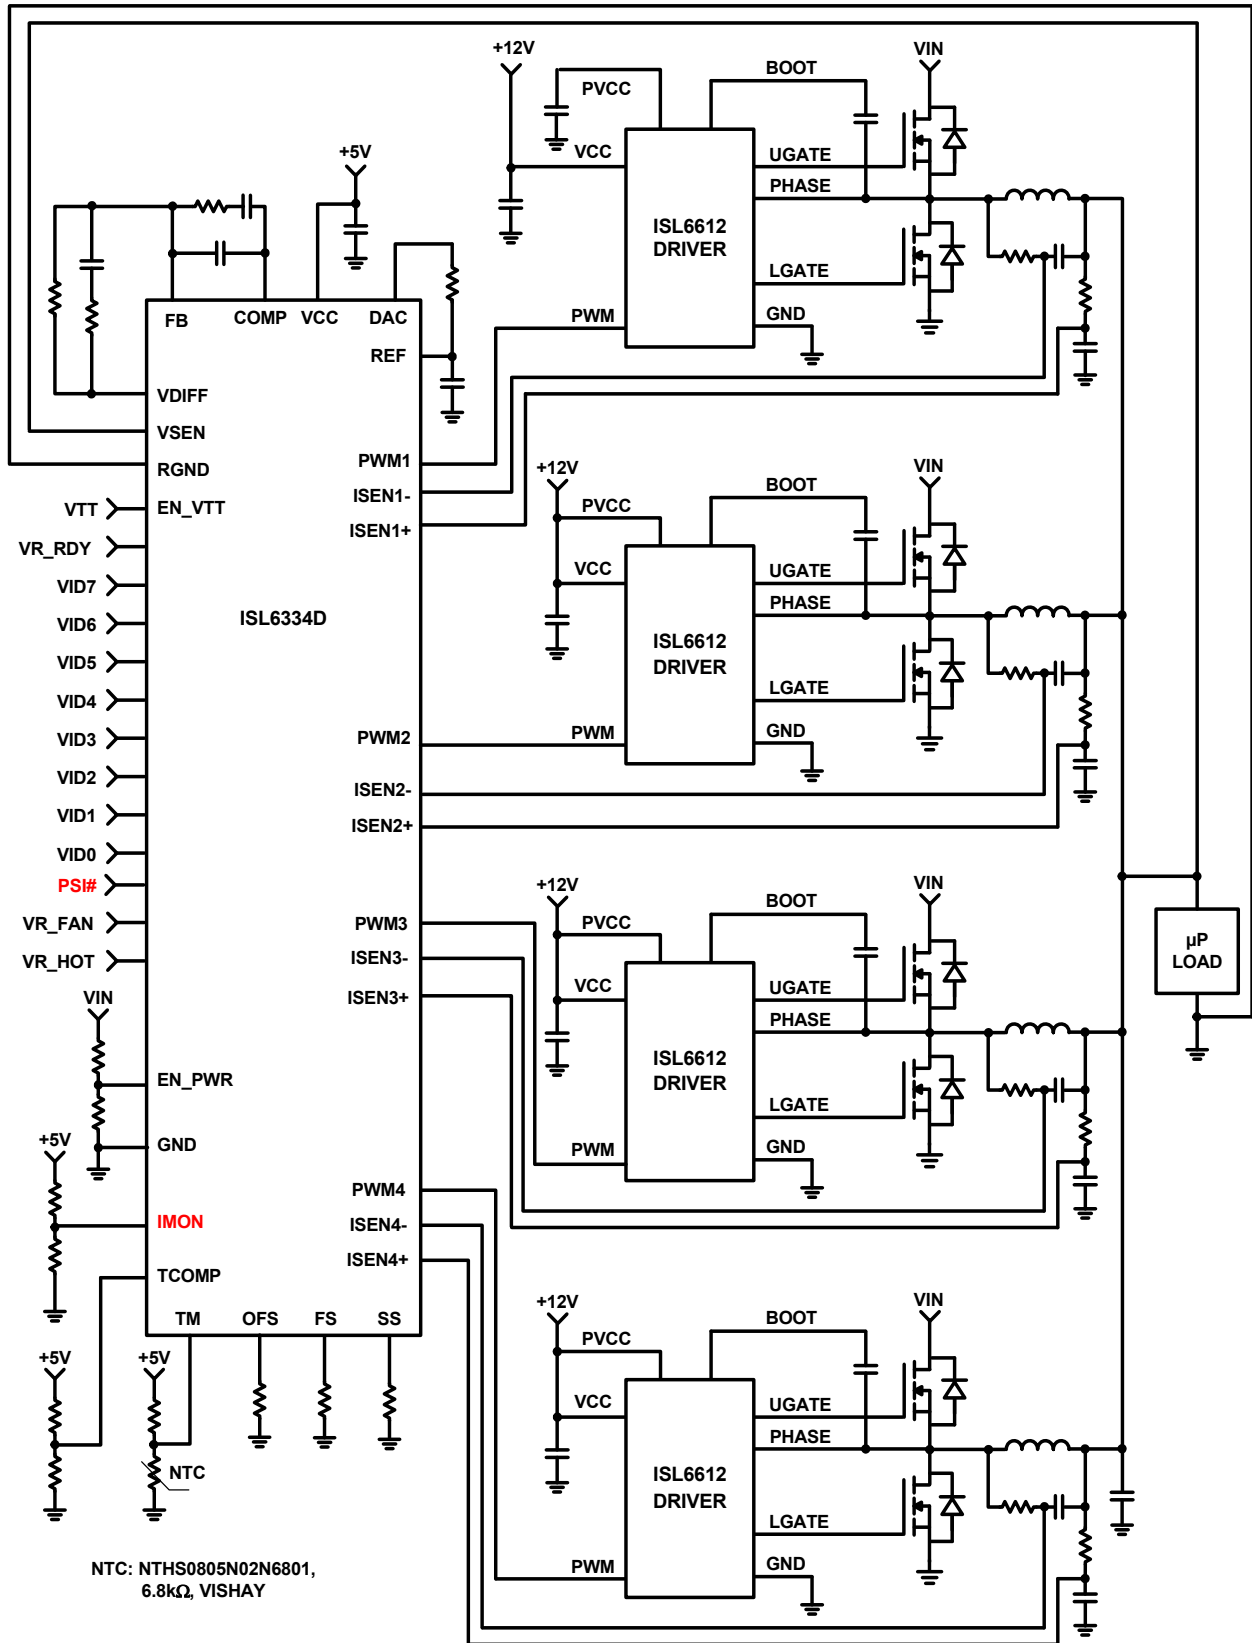 +12V
PVCC
BOOT
VIN
VCC
UGATE
PHASE
ISL6612
DRIVER
LGATE
PWM
GND
+5V
FB
COMP
VCC
DAC
REF
VDIFF
VSEN
RGND
EN_VTT
VTT
VR_RDY
VID7
VID6
VID5
VID4
VID3
VID2
VID1
VID0
PSI#
VR_FAN
VR_HOT
VIN
EN_PWR
GND
+5V
IMON
TCOMP
TM
OFS
FS
SS
+5V
+5V
NTC
ISL6334D
PWM1
ISEN1-
ISEN1+
PWM2
ISEN2-
ISEN2+
PWM3
ISEN3-
ISEN3+
PWM4
ISEN4-
ISEN4+
+12V
PVCC
BOOT
VIN
VCC
UGATE
PHASE
ISL6612
DRIVER
LGATE
PWM
GND
+12V
PVCC
BOOT
VIN
VCC
UGATE
PHASE
ISL6612
DRIVER
LGATE
PWM
GND
µP
LOAD
+12V
PVCC
BOOT
VIN
VCC
UGATE
PHASE
ISL6612
DRIVER
LGATE
PWM
GND
NTC: NTHS0805N02N6801,
6.8kΩ, VISHAY